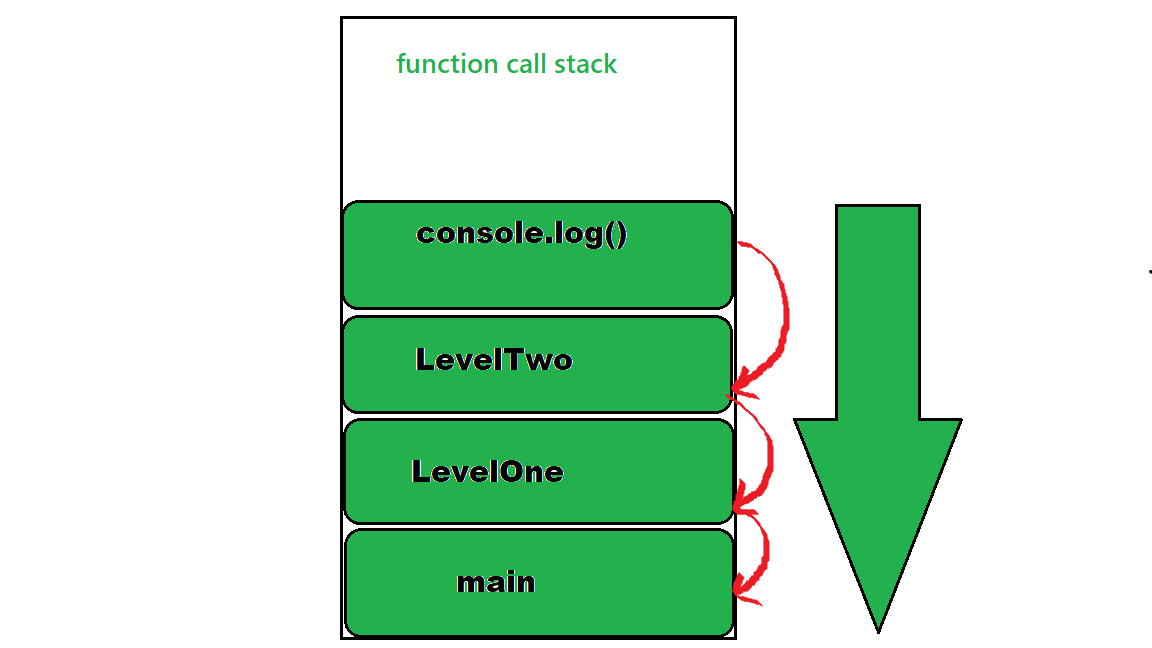 function call stack
console.log()
LevelTwo
LevelOne
main